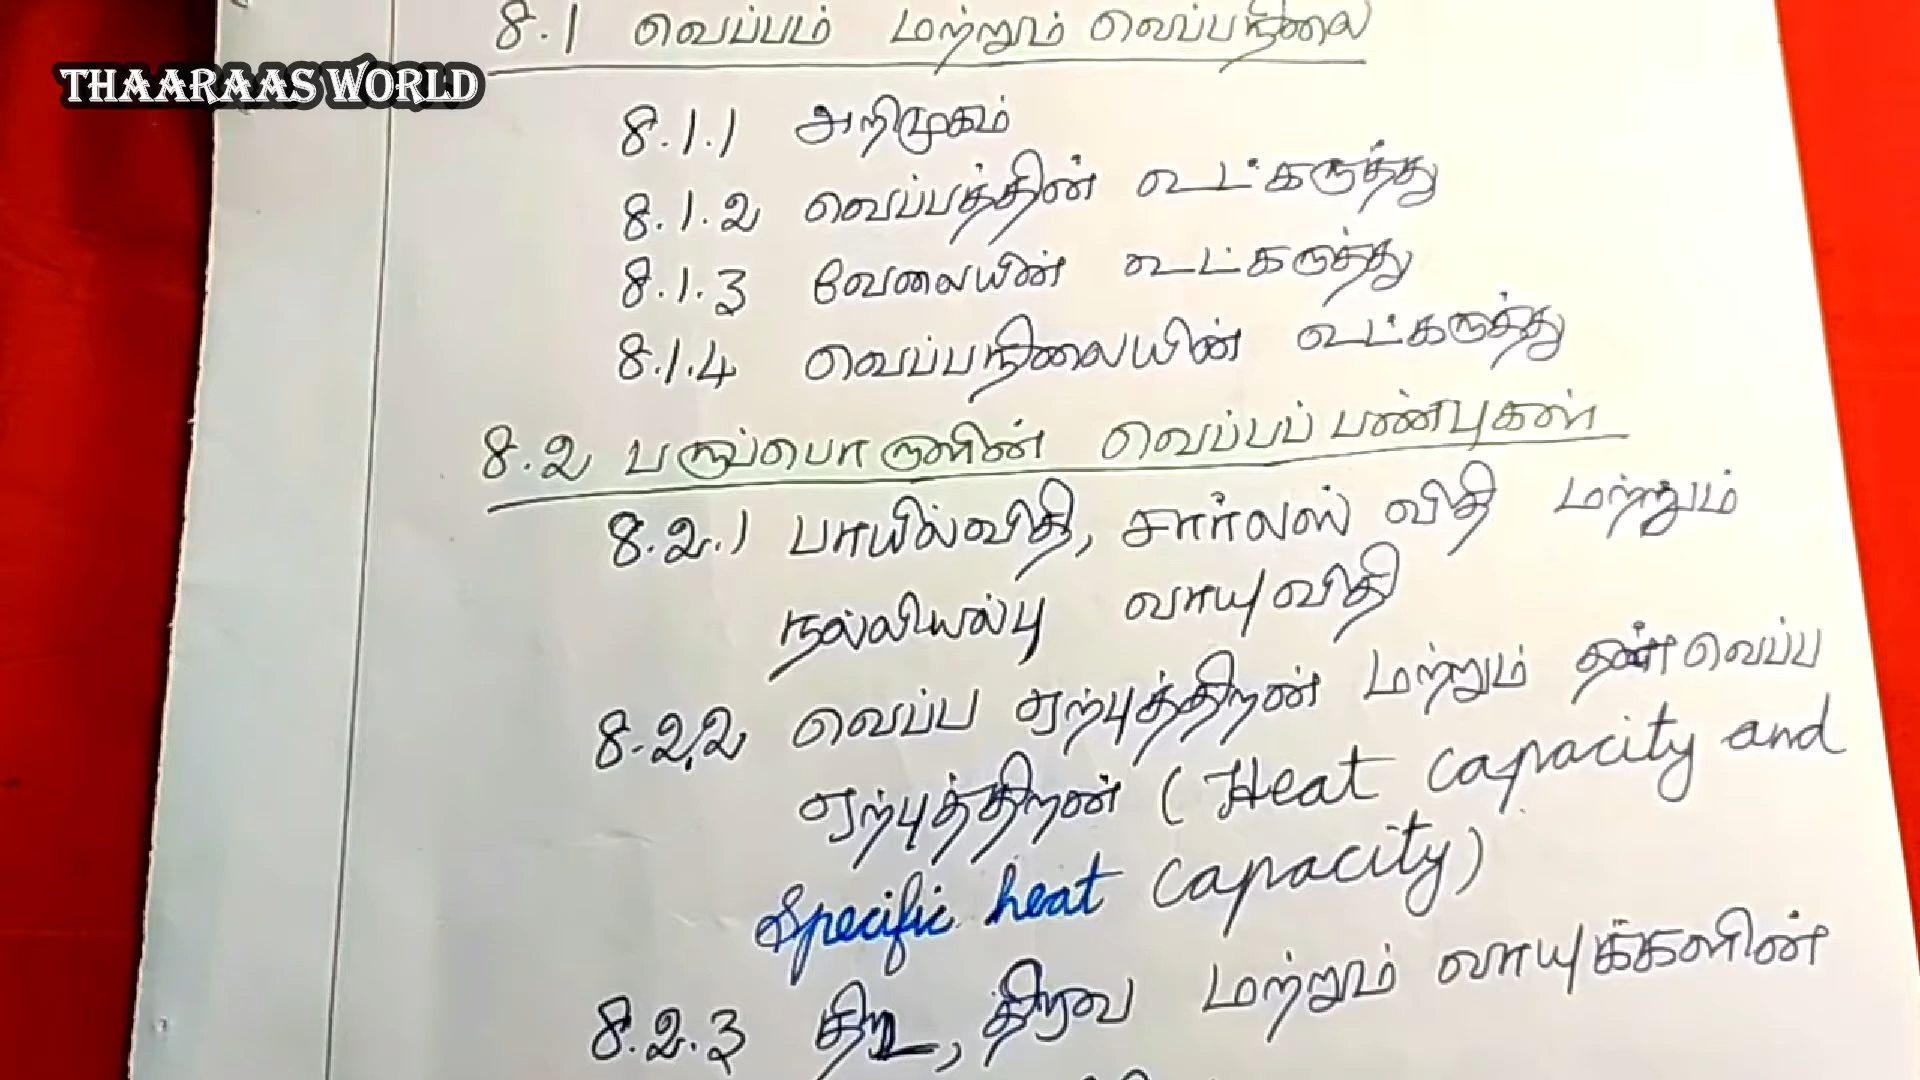 8.1 வெப்பம் மற்றும் வெப்பநிலை
THAARAAS WORLD
8.1.1 அறிமுகம்
8.1.2 வெப்பத்தின் உட்கருத்து
8.1.3 வேலையின் உட்கருத்து
8.1.4 வெப்பநிலையின் உட்கருத்து
8.2 பருப்பொருளின் வெப்பப் பண்புகள்
8.2.1 பாயில்விதி, சார்லஸ் விதி மற்றும்
நல்லியல்பு வாயுவிதி
8.2.2 வெப்ப ஏற்புத்திறன் மற்றும் தன்வெப்ப
ஏற்புத்திறன் (Heat capacity and
Specific heat capacity)
8.2.3 திட, திரவ மற்றும் வாயுக்களின்